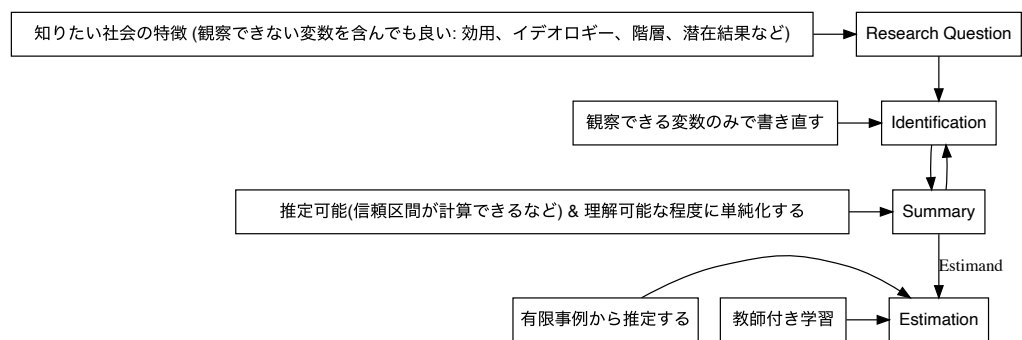 知りたい社会の特徴 (観察できない変数を含んでも良い: 効用、イデオロギー、階層、潜在結果など)
Research Question
観察できる変数のみで書き直す
Identification
推定可能(信頼区間が計算できるなど) & 理解可能な程度に単純化する
Summary
Estimand
有限事例から推定する
教師付き学習
Estimation